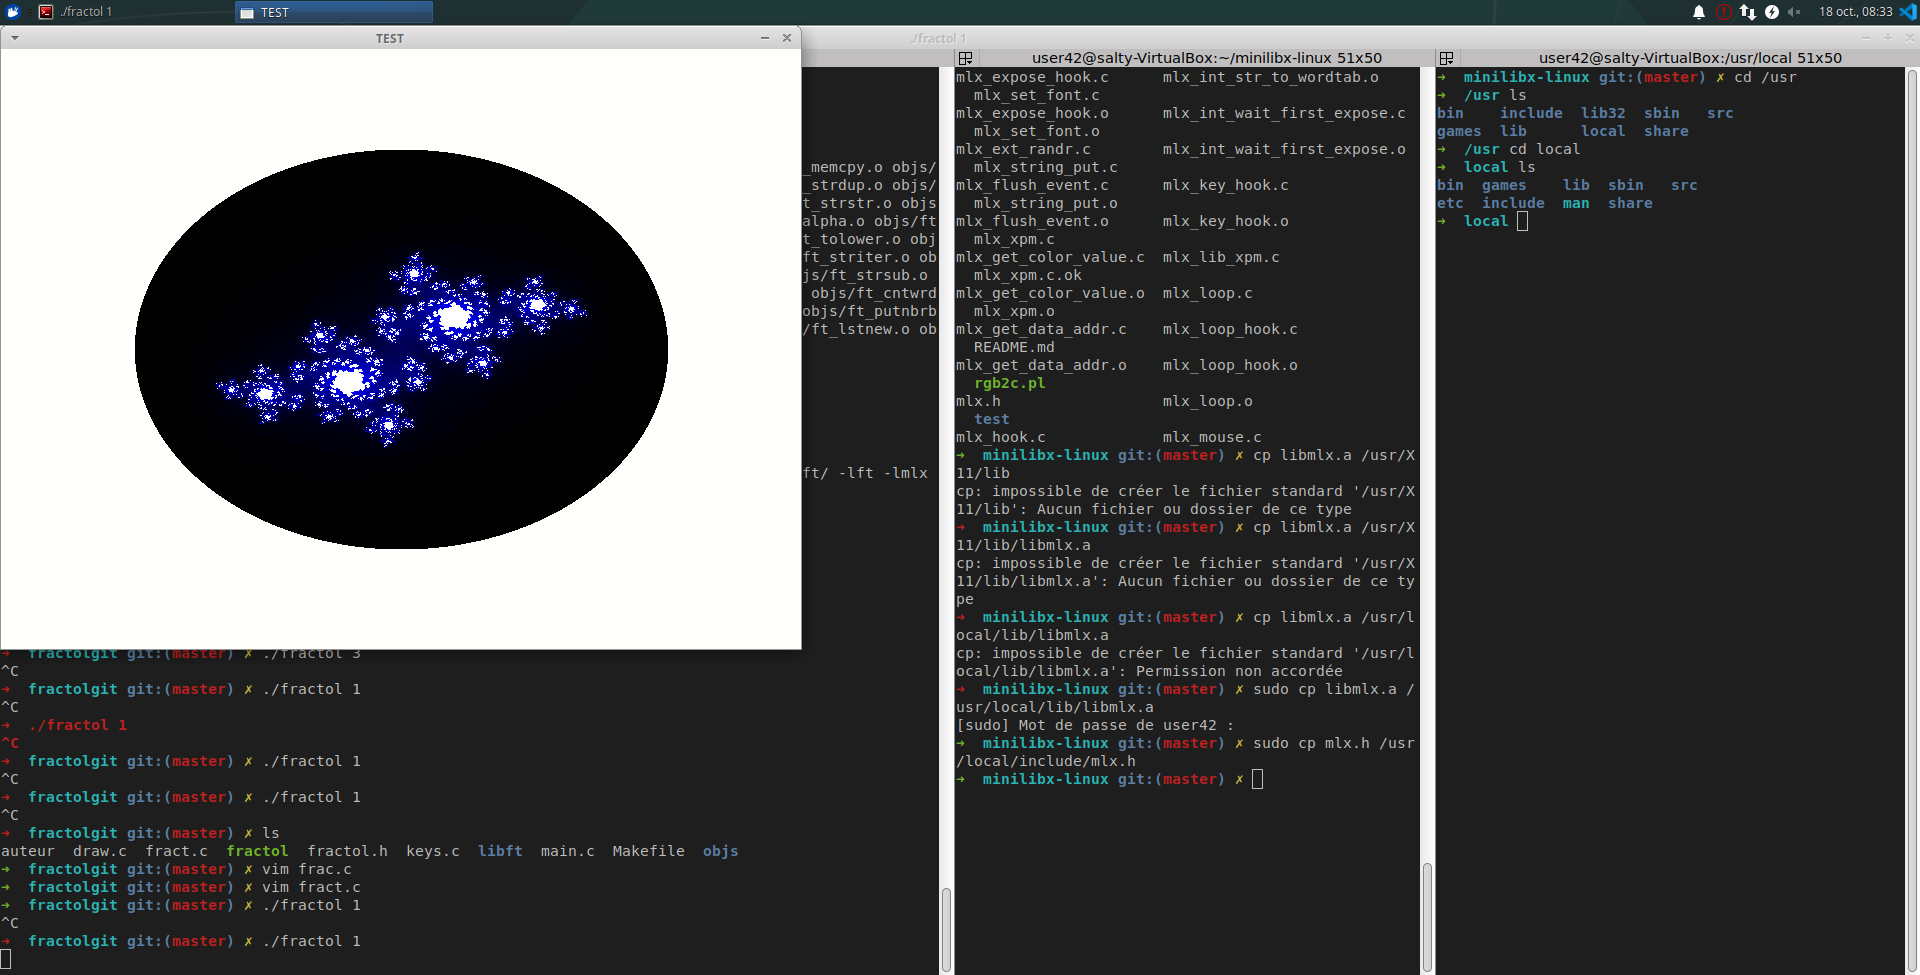 ./fractol 1
TEST
18 oct., 08:33
TEST
./fractol 1
_memcpy.o objs/
_strdup.o objs/
t_strstr.o objs
alpha.o objs/ft
t_tolower.o obj
ft_striter.o ob
js/ft_strsub.o
objs/ft_cntwrd
objs/ft_putnbrb
/ft_lstnew.o ob
ft/ -lft -lmlx
➜  fractolgit git:(master) ✗ ./fractol 3
^C
➜  fractolgit git:(master) ✗ ./fractol 1
^C
➜  ./fractol 1
^C
➜  fractolgit git:(master) ✗ ./fractol 1
^C
➜  fractolgit git:(master) ✗ ./fractol 1
^C
➜  fractolgit git:(master) ✗ ls
auteur  draw.c  fract.c  fractol  fractol.h  keys.c  libft  main.c  Makefile  objs
➜  fractolgit git:(master) ✗ vim frac.c
➜  fractolgit git:(master) ✗ vim fract.c
➜  fractolgit git:(master) ✗ ./fractol 1
^C
➜  fractolgit git:(master) ✗ ./fractol 1
user42@salty-VirtualBox:~/minilibx-linux 51x50
mlx_expose_hook.c      mlx_int_str_to_wordtab.o
mlx_set_font.c
mlx_expose_hook.o      mlx_int_wait_first_expose.c
mlx_set_font.o
mlx_ext_randr.c        mlx_int_wait_first_expose.o
mlx_string_put.c
mlx_flush_event.c      mlx_key_hook.c
mlx_string_put.o
mlx_flush_event.o      mlx_key_hook.o
mlx_xpm.c
mlx_get_color_value.c  mlx_lib_xpm.c
mlx_xpm.c.ok
mlx_get_color_value.o  mlx_loop.c
mlx_xpm.o
mlx_get_data_addr.c    mlx_loop_hook.c
README.md
mlx_get_data_addr.o    mlx_loop_hook.o
rgb2c.pl
mlx.h                  mlx_loop.o
test
mlx_hook.c             mlx_mouse.c
➜  minilibx-linux git:(master) ✗ cp libmlx.a /usr/X
11/lib
cp: impossible de créer le fichier standard '/usr/X
11/lib': Aucun fichier ou dossier de ce type
➜  minilibx-linux git:(master) ✗ cp libmlx.a /usr/X
11/lib/libmlx.a
cp: impossible de créer le fichier standard '/usr/X
11/lib/libmlx.a': Aucun fichier ou dossier de ce ty
pe
➜  minilibx-linux git:(master) ✗ cp libmlx.a /usr/l
ocal/lib/libmlx.a
cp: impossible de créer le fichier standard '/usr/l
ocal/lib/libmlx.a': Permission non accordée
➜  minilibx-linux git:(master) ✗ sudo cp libmlx.a /
usr/local/lib/libmlx.a
[sudo] Mot de passe de user42 :
➜  minilibx-linux git:(master) ✗ sudo cp mlx.h /usr
/local/include/mlx.h
➜  minilibx-linux git:(master) ✗
user42@salty-VirtualBox:/usr/local 51x50
➜  minilibx-linux git:(master) ✗ cd /usr
➜  /usr ls
bin    include  lib32  sbin   src
games  lib      local  share
➜  /usr cd local
➜  local ls
bin  games    lib  sbin   src
etc  include  man  share
➜  local